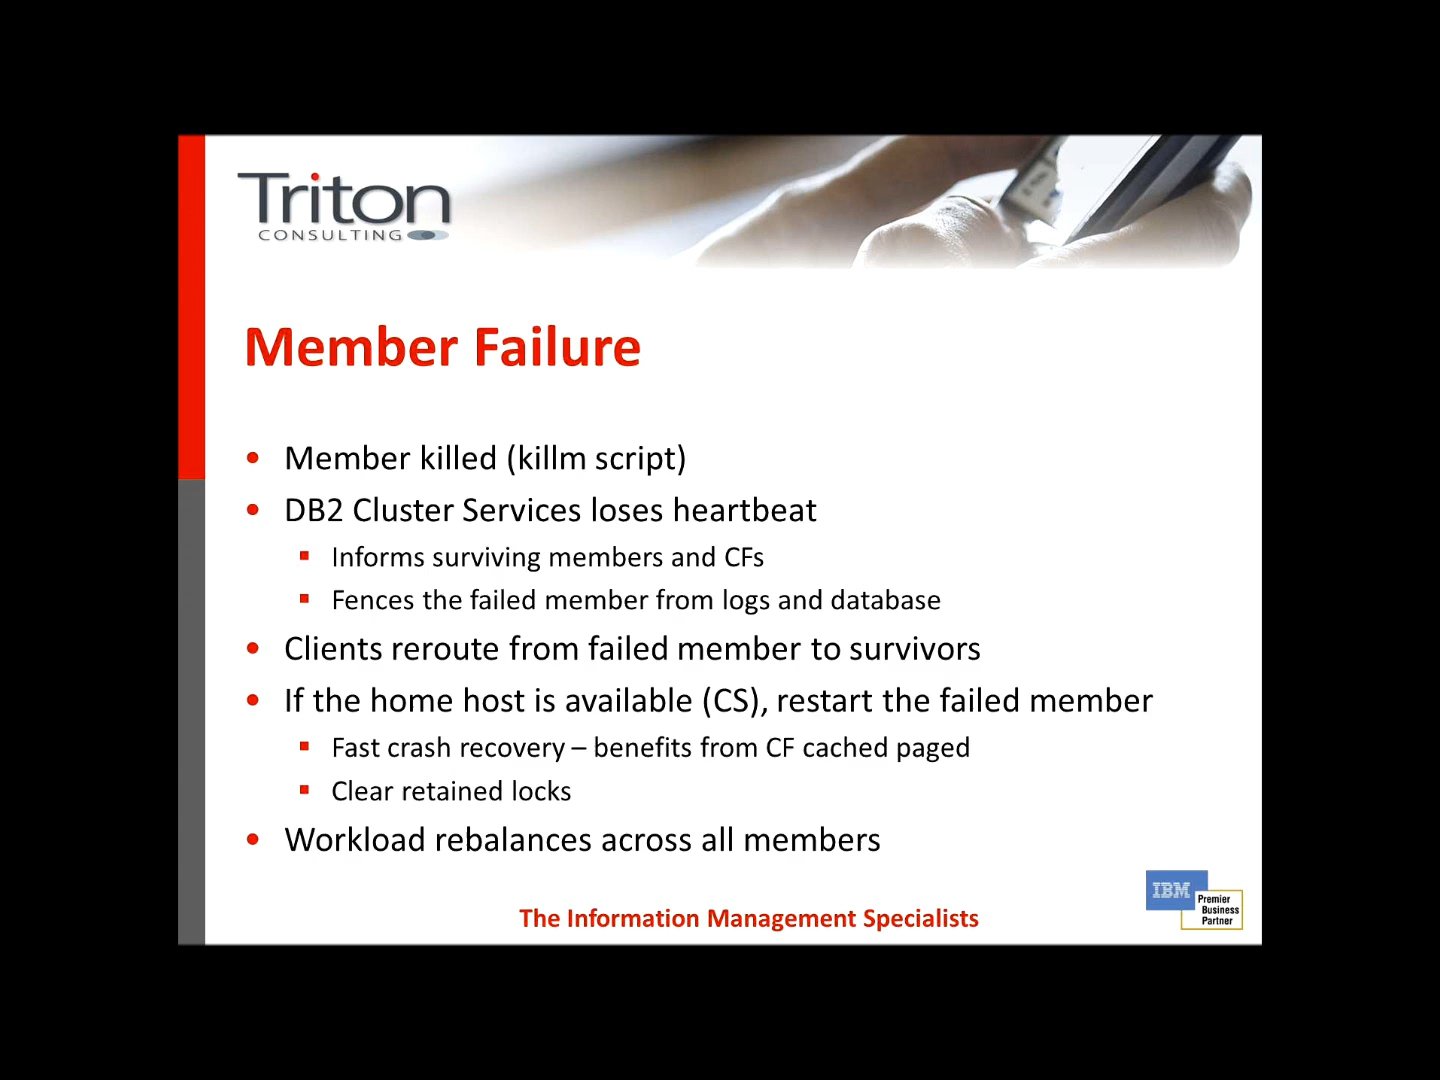 Triton
CONSULTING
Member Failure
• Member killed (killm script)
• DB2 Cluster Services loses heartbeat
▪ Informs surviving members and CFs
▪ Fences the failed member from logs and database
• Clients reroute from failed member to survivors
• If the home host is available (CS), restart the failed member
▪ Fast crash recovery – benefits from CF cached paged
▪ Clear retained locks
• Workload rebalances across all members
The Information Management Specialists
IBM
Premier
Business
Partner